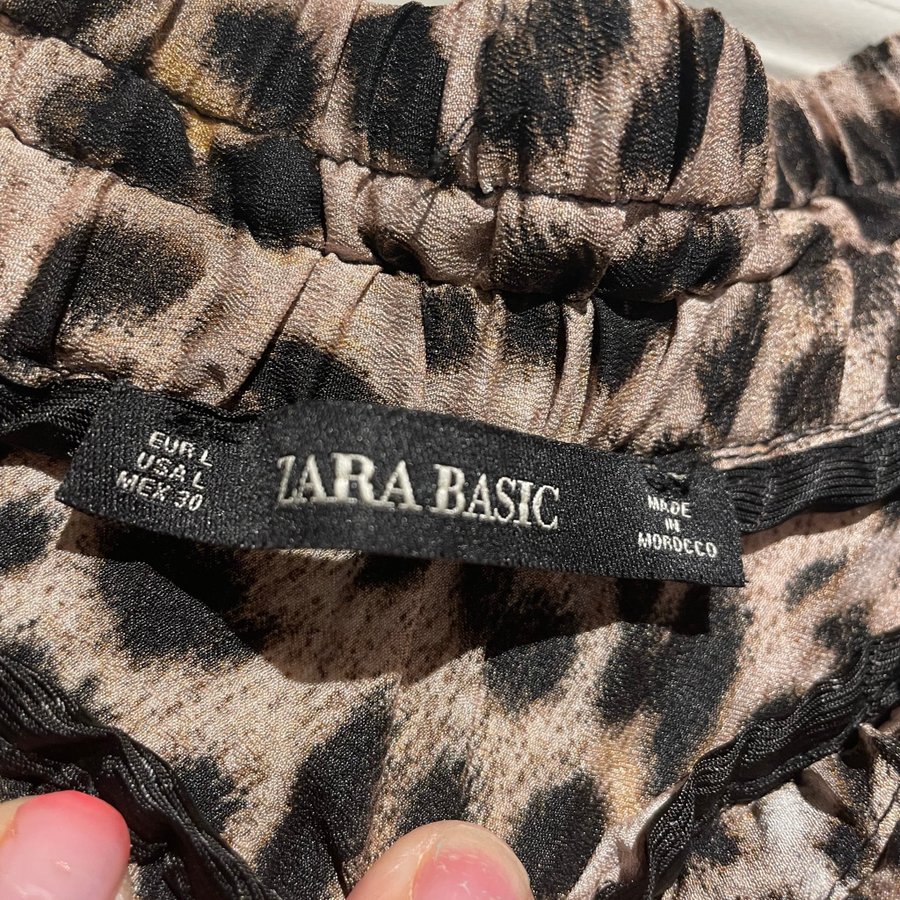 EUR L
USA L
MEX 30
ZARA BASIC
MADE
IN
MOROCCO